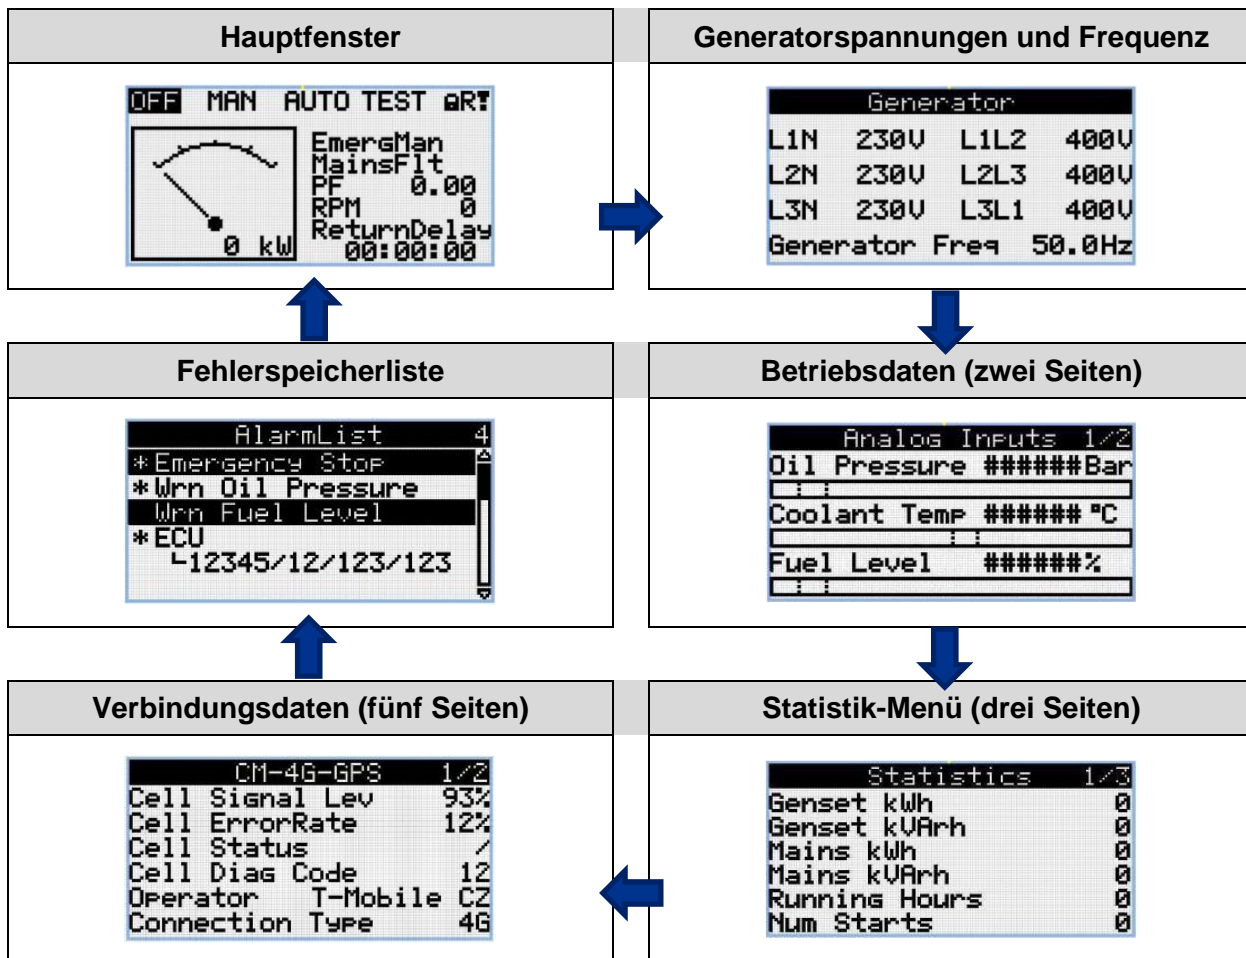 Hauptfenster
OFF MAN AUTO TEST R
EmergMan
MainsFlt
PF 0.00
RPM 0
ReturnDelay
0 kW 00:00:00
Generatorspannungen und Frequenz
Generator
L1N 230V L1L2 400V
L2N 230V L2L3 400V
L3N 230V L3L1 400V
Generator Freq 50.0Hz
Fehlerspeicherliste
AlarmList 4
* Emergency Stop
* Wrn Oil Pressure
Wrn Fuel Level
* ECU
12345/12/123/123
Betriebsdaten (zwei Seiten)
Analog Inputs 1/2
Oil Pressure ######Bar
Coolant Temp ###### °C
Fuel Level ######%
Verbindungsdaten (fünf Seiten)
CM-4G-GPS 1/2
Cell Signal Lev 93%
Cell ErrorRate 12%
Cell Status /
Cell Diag Code 12
Operator T-Mobile CZ
Connection Type 4G
Statistik-Menü (drei Seiten)
Statistics 1/3
Genset kWh 0
Genset kVArh 0
Mains kWh 0
Mains kVArh 0
Running Hours 0
Num Starts 0